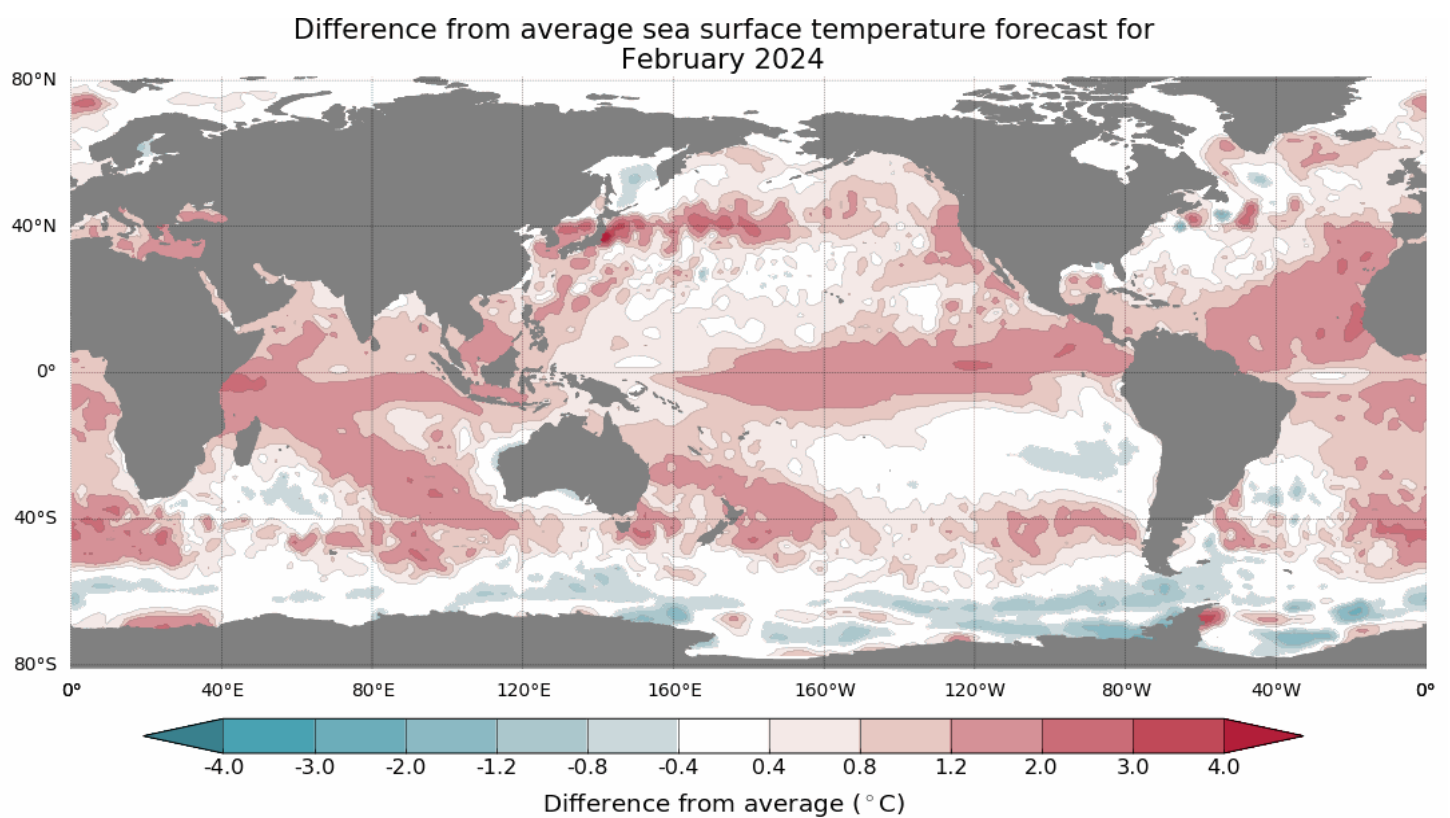 Difference from average sea surface temperature forecast for
February 2024
80°N
40°N
0°
40°S
80°S
0° 40°E 80°E 120°E 160°E 160°W 120°W 80°W 40°W 0°
-4.0 -3.0 -2.0 -1.2 -0.8 -0.4 0.4 0.8 1.2 2.0 3.0 4.0
Difference from average (°C)